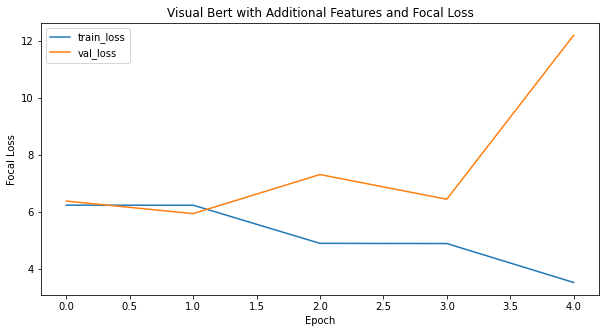 Visual Bert with Additional Features and Focal Loss
train_loss
val_loss
Focal Loss
12
10
8
6
4
0.0 0.5 1.0 1.5 2.0 2.5 3.0 3.5 4.0
Epoch